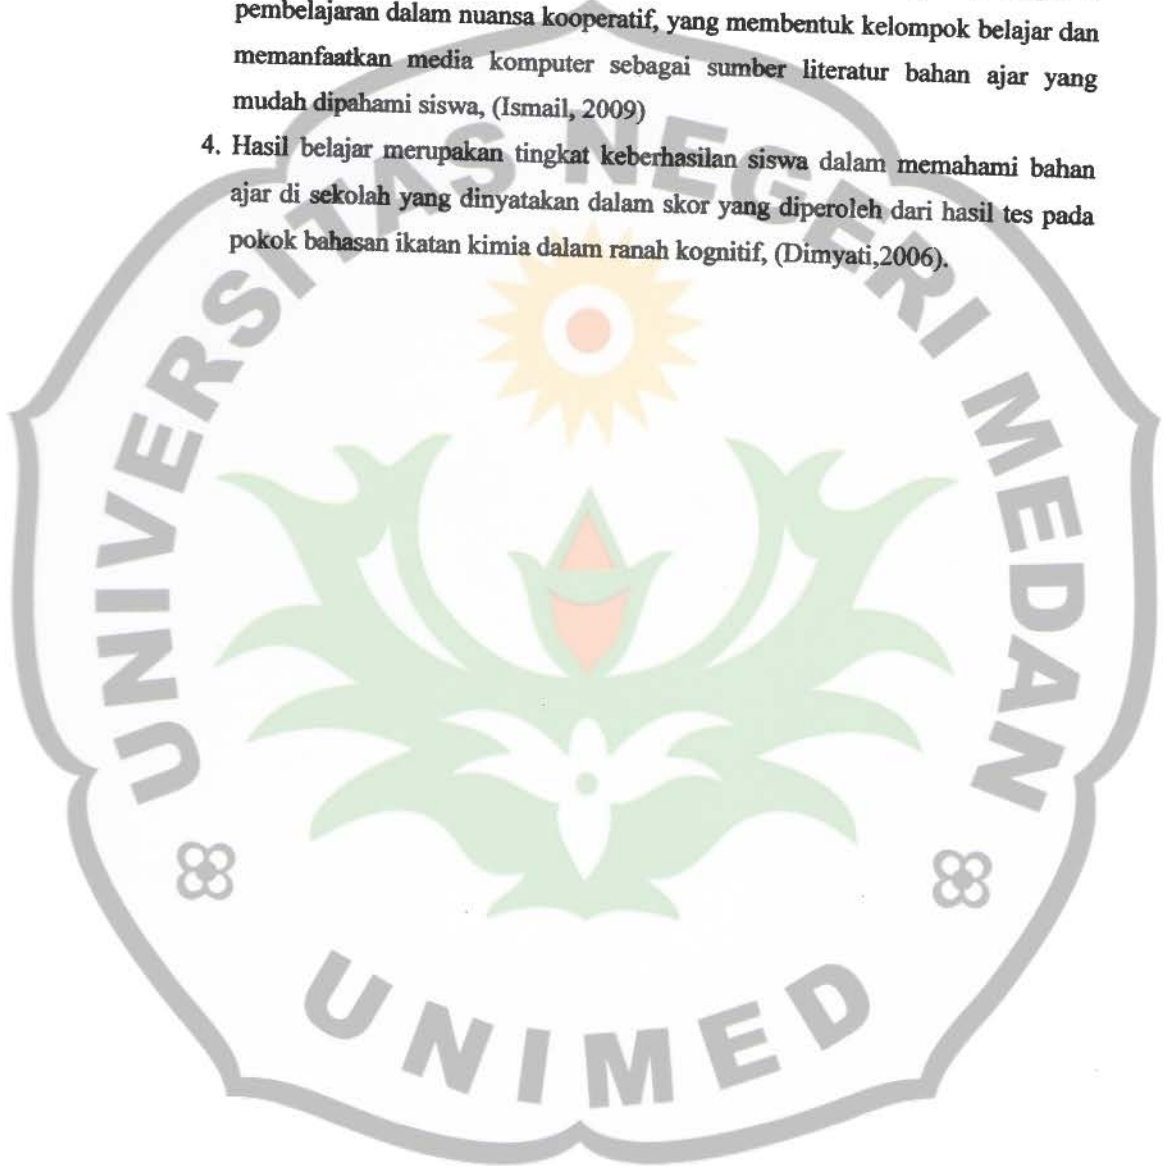 pembelajaran dalam nuansa kooperatif, yang membentuk kelompok belajar dan
memanfaatkan media komputer sebagai sumber literatur bahan ajar yang
mudah dipahami siswa, (Ismail, 2009)
4. Hasil belajar merupakan tingkat keberhasilan siswa dalam memahami bahan
ajar di sekolah yang dinyatakan dalam skor yang diperoleh dari hasil tes pada
pokok bahasan ikatan kimia dalam ranah kognitif, (Dimyati,2006).
UNIVERSITAS NEGERI MEDAN
UNIMED